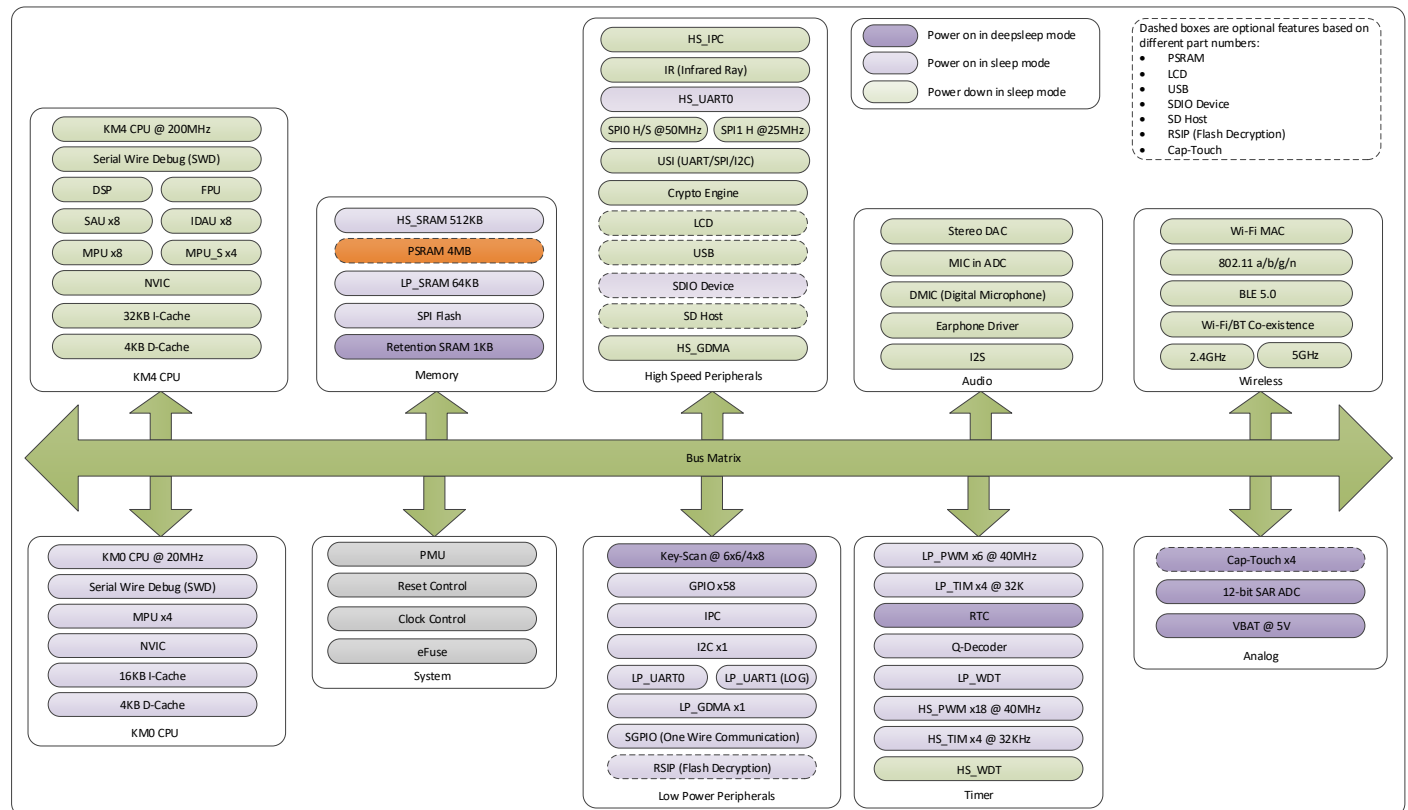 KM4 CPU @ 200MHz
Serial Wire Debug (SWD)
DSP
FPU
SAU x8
IDAU x8
MPU x8
MPU_S x4
NVIC
32KB I-Cache
4KB D-Cache
KM4 CPU
HS_SRAM 512KB
PSRAM 4MB
LP_SRAM 64KB
SPI Flash
Retention SRAM 1KB
Memory
HS_IPC
IR (Infrared Ray)
HS_UART0
SPI0 H/S @50MHz
SPI1 H @25MHz
USI (UART/SPI/I2C)
Crypto Engine
LCD
USB
SDIO Device
SD Host
HS_GDMA
High Speed Peripherals
Power on in deepsleep mode
Power on in sleep mode
Power down in sleep mode
Dashed boxes are optional features based on
different part numbers:
• PSRAM
• LCD
• USB
• SDIO Device
• SD Host
• RSIP (Flash Decryption)
• Cap-Touch
Stereo DAC
MIC in ADC
DMIC (Digital Microphone)
Earphone Driver
I2S
Audio
Wi-Fi MAC
802.11 a/b/g/n
BLE 5.0
Wi-Fi/BT Co-existence
2.4GHz
5GHz
Wireless
Bus Matrix
KM0 CPU @ 20MHz
Serial Wire Debug (SWD)
MPU x4
NVIC
16KB I-Cache
4KB D-Cache
KM0 CPU
PMU
Reset Control
Clock Control
eFuse
System
Key-Scan @ 6x6/4x8
GPIO x58
IPC
I2C x1
LP_UART0
LP_UART1 (LOG)
LP_GDMA x1
SGPIO (One Wire Communication)
RSIP (Flash Decryption)
Low Power Peripherals
LP_PWM x6 @ 40MHz
LP_TIM x4 @ 32K
RTC
Q-Decoder
LP_WDT
HS_PWM x18 @ 40MHz
HS_TIM x4 @ 32KHz
HS_WDT
Timer
Cap-Touch x4
12-bit SAR ADC
VBAT @ 5V
Analog